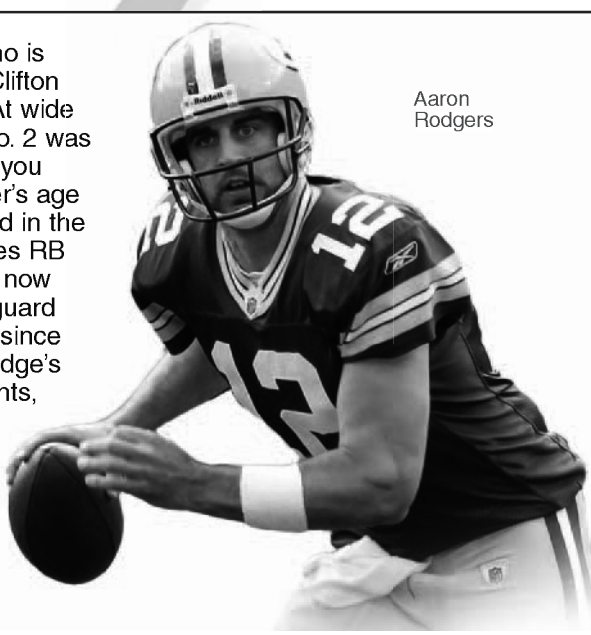 no is
Clifton
At wide
o. 2 was
you
er's age
d in the
es RB
now
guard
since
dge's
nts,
Aaron
Rodgers
Riddell
12
12
12